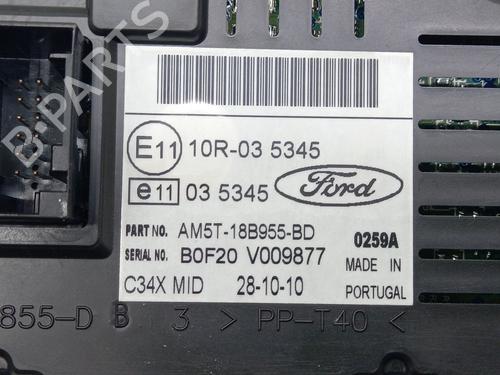 E11 10R-03 5345
e11 03 5345 Ford
PART NO. AM5T-18B955-BD 0259A
SERIAL NO. B0F20 V009877 MADE IN
C34X MID 28-10-10 PORTUGAL
855-D B 3 > PP-T40 <
B-PARTS